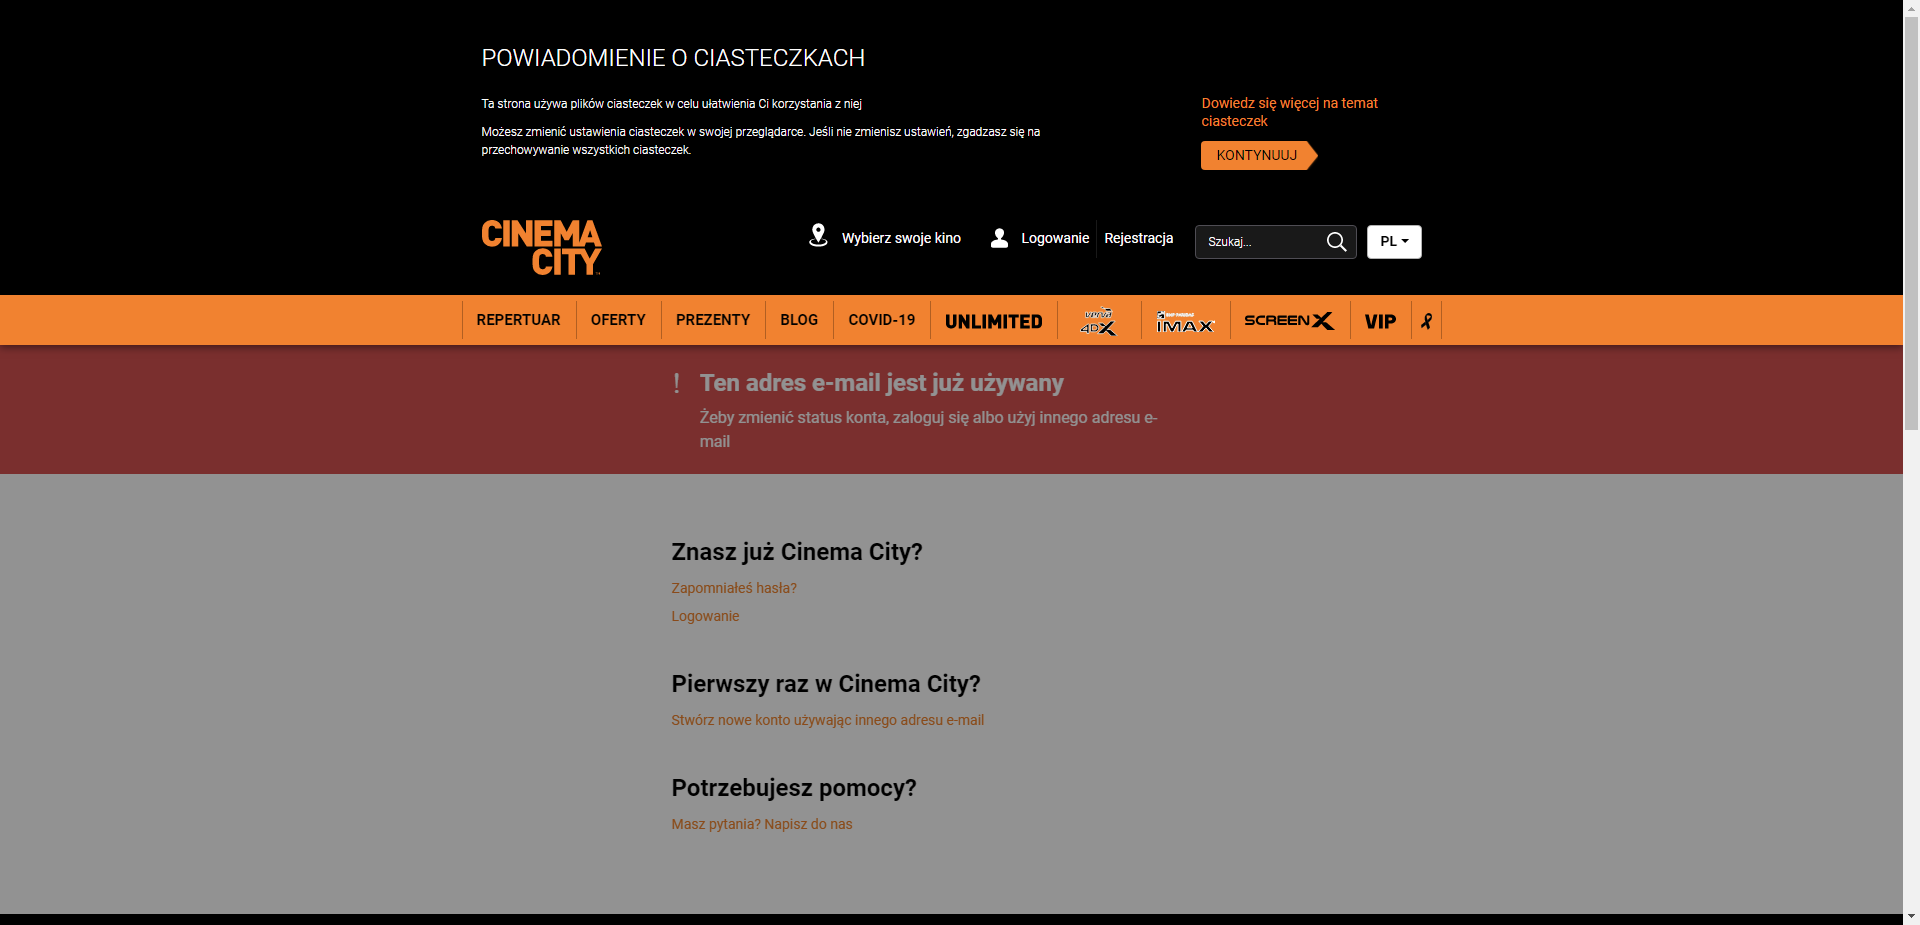 POWIADOMIENIE O CIASTECZKACH
Ta strona używa plików ciasteczek w celu ułatwienia Ci korzystania z niej
Możesz zmienić ustawienia ciasteczek w swojej przeglądarce. Jeśli nie zmienisz ustawień, zgadzasz się na
przechowywanie wszystkich ciasteczek.
Dowiedz się więcej na temat
ciasteczek
KONTYNUUJ
CINEMA
CITY
Wybierz swoje kino
Logowanie
Rejestracja
Szukaj...
PL
REPERTUAR
OFERTY
PREZENTY
BLOG
COVID-19
UNLIMITED
4DX
IMAX
SCREENX
VIP
! Ten adres e-mail jest już używany
Żeby zmienić status konta, zaloguj się albo użyj innego adresu e-
mail
Znasz już Cinema City?
Zapomniałeś hasła?
Logowanie
Pierwszy raz w Cinema City?
Stwórz nowe konto używając innego adresu e-mail
Potrzebujesz pomocy?
Masz pytania? Napisz do nas